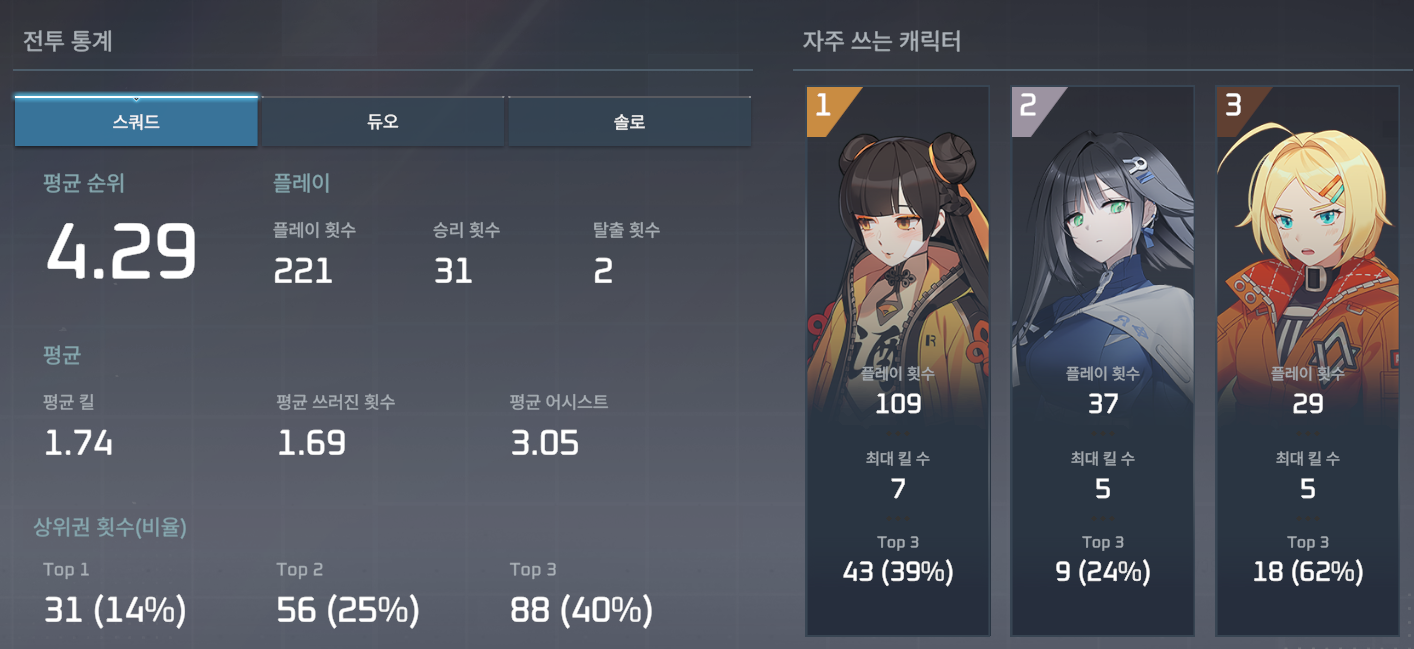 전투 통계
스쿼드 듀오 솔로
평균 순위
4.29
플레이
플레이 횟수 승리 횟수 탈출 횟수
221 31 2
평균
평균 킬 평균 쓰러진 횟수 평균 어시스트
1.74 1.69 3.05
상위권 횟수(비율)
Top 1 Top 2 Top 3
31 (14%) 56 (25%) 88 (40%)
자주 쓰는 캐릭터
1 2 3
R
플레이 횟수 플레이 횟수 플레이 횟수
109 37 29
최대 킬 수 최대 킬 수 최대 킬 수
7 5 5
Top 3 Top 3 Top 3
43 (39%) 9 (24%) 18 (62%)